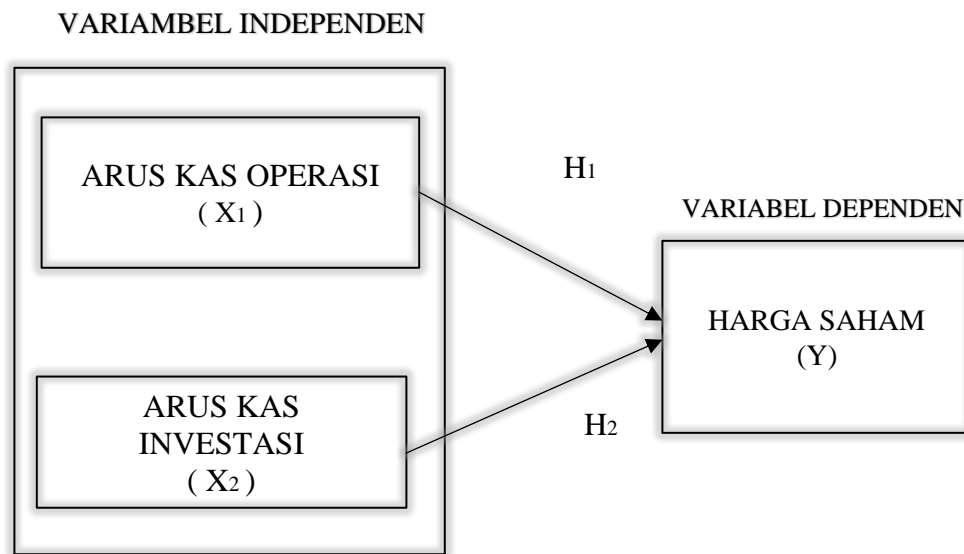 VARIAMBEL INDEPENDEN
ARUS KAS OPERASI
( X1 )
H1
VARIABEL DEPENDEN
HARGA SAHAM
(Y)
ARUS KAS
INVESTASI
( X2 )
H2